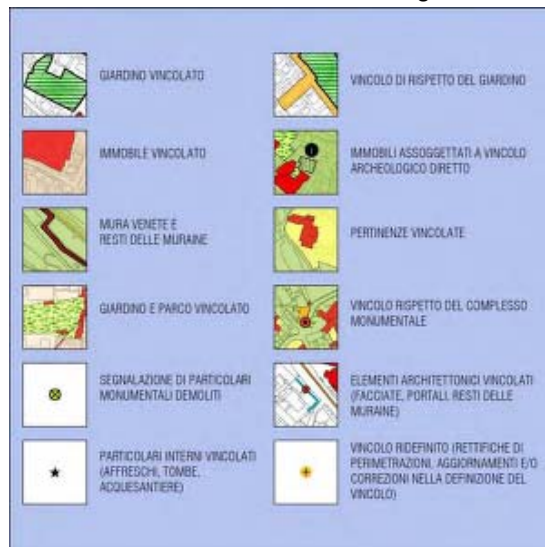 GIARDINO VINCOLATO
VINCOLO DI RISPETTO DEL GIARDINO
IMMOBILE VINCOLATO
IMMOBILI ASSOGGETTATI A VINCOLO
ARCHEOLOGICO DIRETTO
MURA VENETE E
RESTI DELLE MURAINE
PERTINENZE VINCOLATE
GIARDINO E PARCO VINCOLATO
VINCOLO RISPETTO DEL COMPLESSO
MONUMENTALE
SEGNALAZIONE DI PARTICOLARI
MONUMENTALI DEMOLITI
ELEMENTI ARCHITETTONICI VINCOLATI
(FACCIATE, PORTALI, RESTI DELLE
MURAINE)
PARTICOLARI INTERNI VINCOLATI
(AFFRESCHI, TOMBE,
ACQUESANTIERE)
VINCOLO RIDEFINITO (RETTIFICHE DI
PERIMETRAZIONI, AGGIORNAMENTI E/O
CORREZIONI NELLA DEFINIZIONE DEL
VINCOLO)